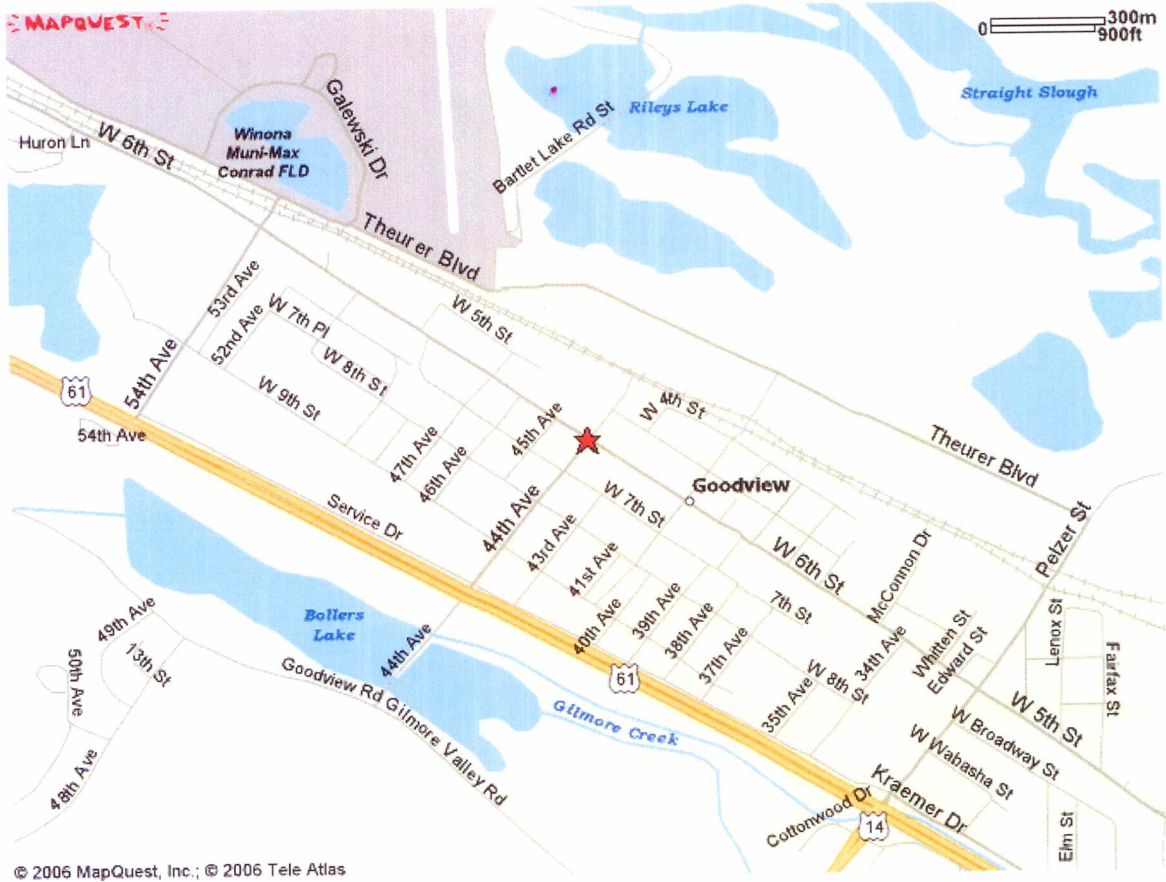 MAPQUEST
0 300m
900ft
Galewski Dr
Straight Slough
Rileys Lake
W 6th St
Huron Ln
Winona
Muni-Max
Conrad FLD
Bartlet Lake Rd St
Theurer Blvd
53rd Ave
W 7th Pl
W 5th St
52nd Ave
54th Ave
W 8th St
61
W 9th St
W 4th St
45th Ave
54th Ave
47th Ave
46th Ave
Theurer Blvd
Goodview
44th Ave
W 7th St
Service Dr
43rd Ave
Pelzer St
W 6th St
McConnon Dr
41st Ave
Bollers
Lake
49th Ave
40th Ave
39th Ave
38th Ave
7th St
44th Ave
37th Ave
34th Ave
Whitten St
Edward St
Lenox St
Fairfax St
13th St
50th Ave
Goodview Rd Gilmore Valley Rd
61
W 8th St
35th Ave
W 5th St
Gilmore Creek
W Broadway St
W Wabasha St
48th Ave
Kraemer Dr
Cottonwood Dr
14
Elm St
© 2006 MapQuest, Inc.; © 2006 Tele Atlas